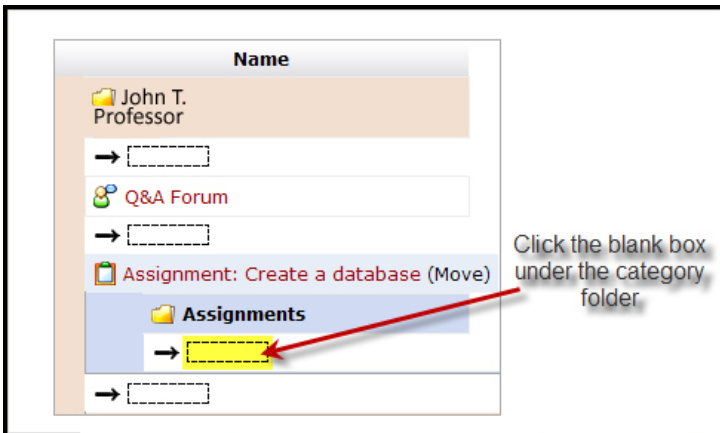 Name
John T.
Professor
Q&A Forum
Assignment: Create a database (Move)
Assignments
Click the blank box
under the category
folder